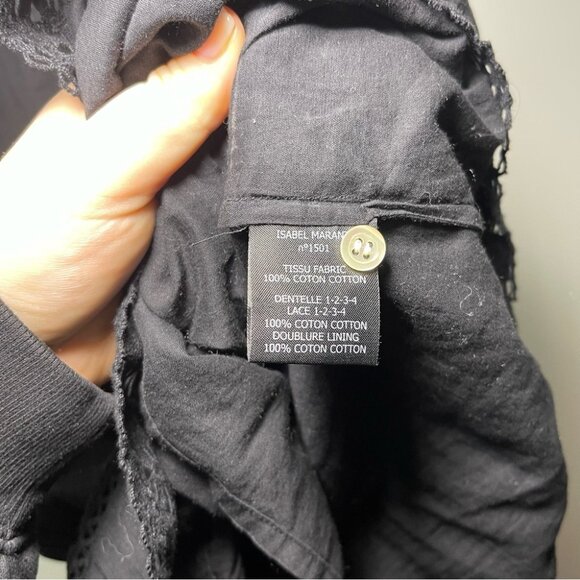 ISABEL
n°1501
TISSU FABRIC
100% COTON COTTON
DENTELLE 1-2-3-4
LACE 1-2-3-4
100% COTON COTTON
DOUBLURE LINING
100% COTON COTTON